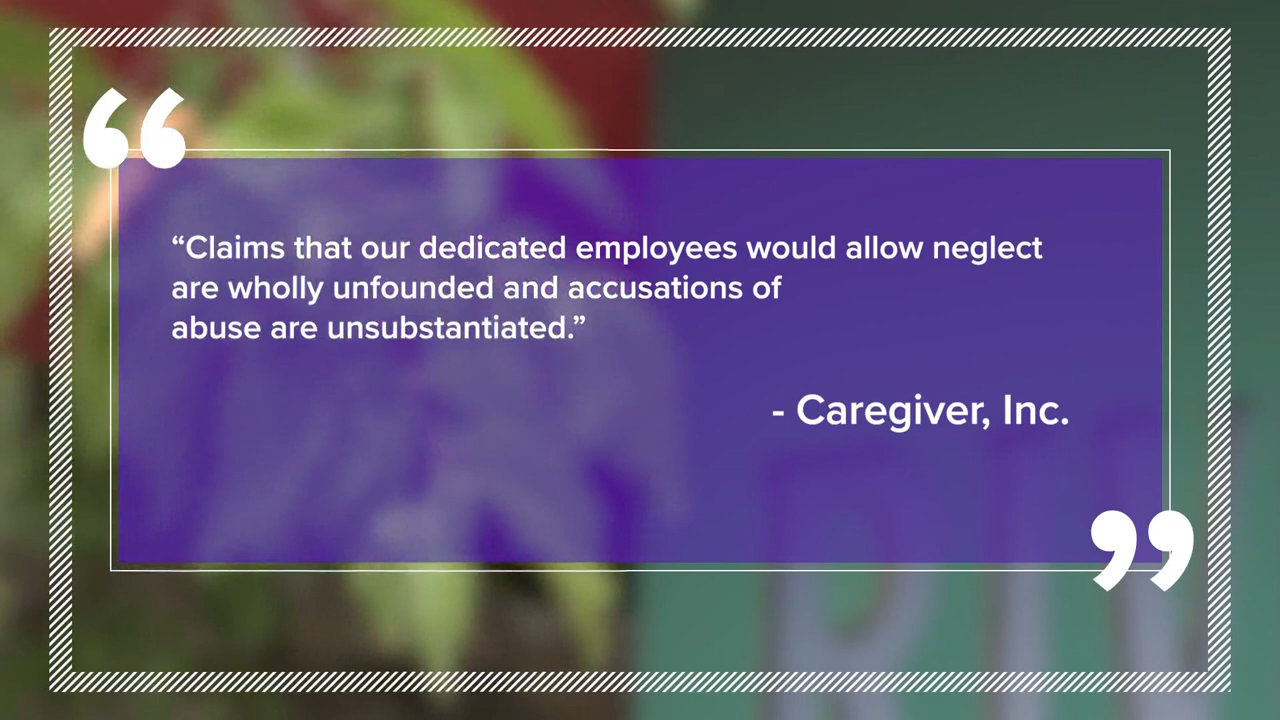 “Claims that our dedicated employees would allow neglect
are wholly unfounded and accusations of
abuse are unsubstantiated.”
- Caregiver, Inc.